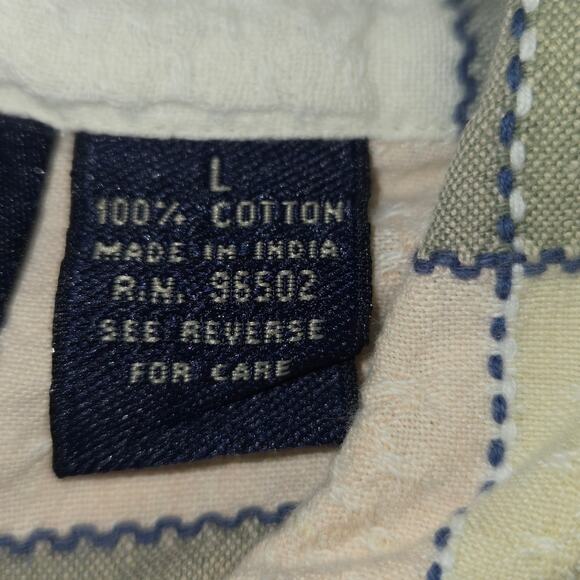 L
100% COTTON
MADE IN INDIA
R.N. 96502
SEE REVERSE
FOR CARE